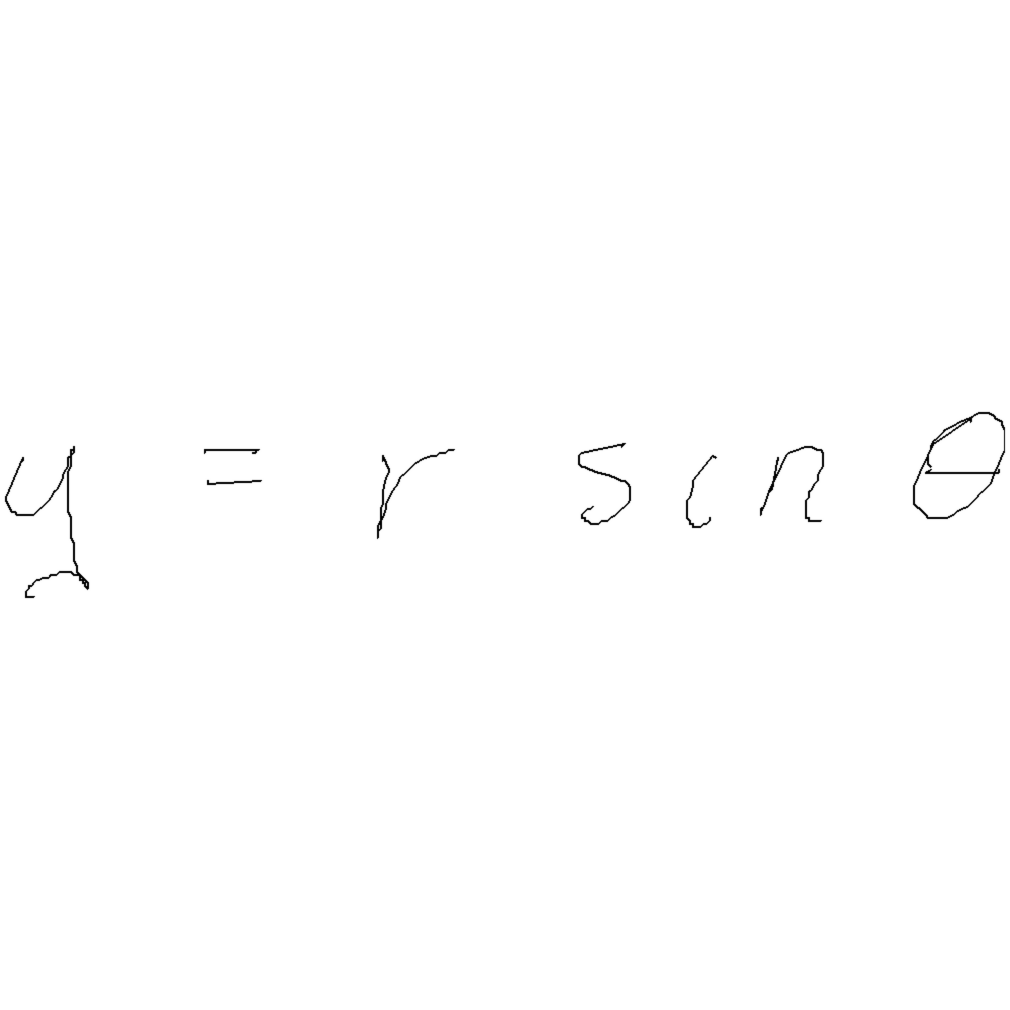 y = r sin θ